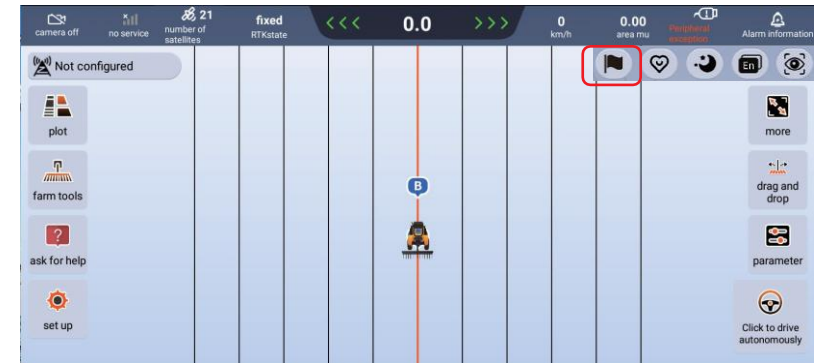 camera off
no service
21
number of
satellites
fixed
RTKstate
<<<
0.0
>>>
0
km/h
0.00
area mu
Peripheral
exception
Alarm information
Not configured
En
plot
farm tools
ask for help
set up
B
more
drag and
drop
parameter
Click to drive
autonomously